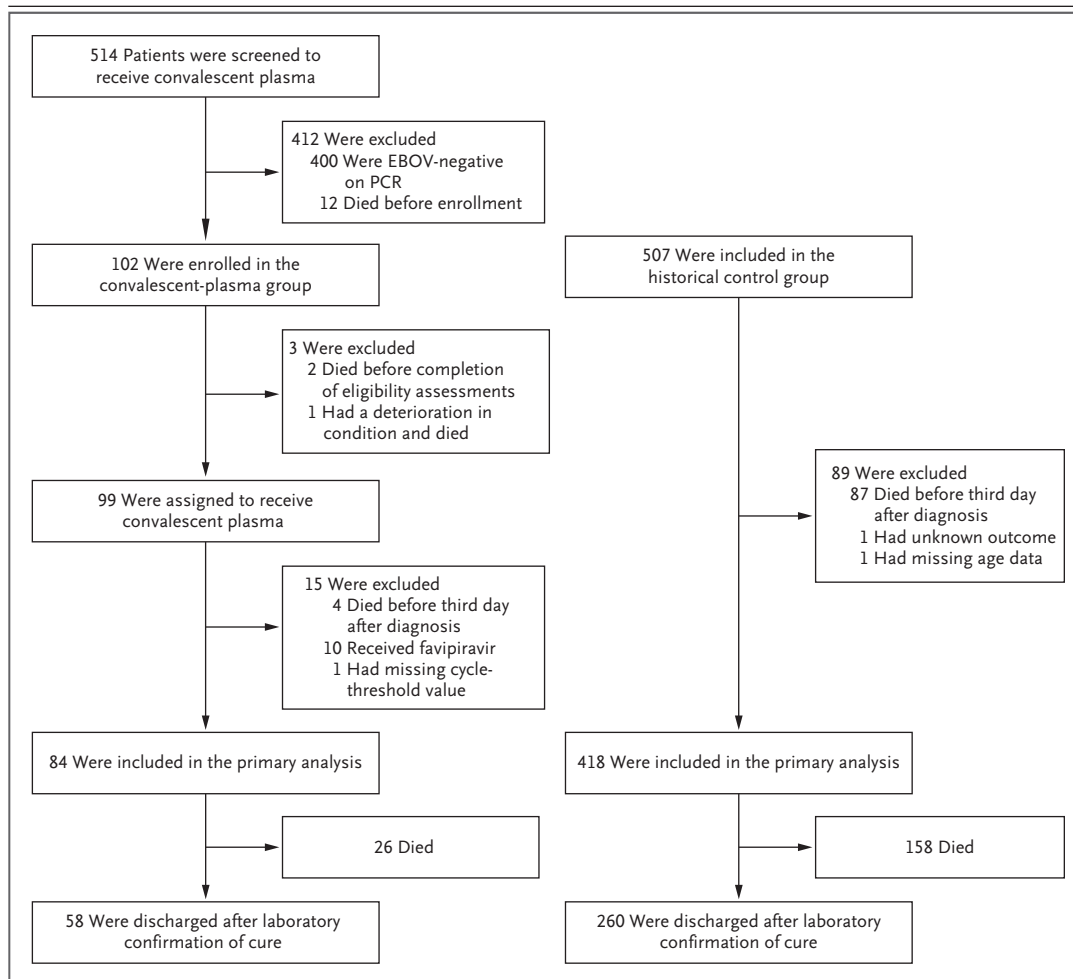 514 Patients were screened to
receive convalescent plasma
412 Were excluded
400 Were EBOV-negative
on PCR
12 Died before enrollment
102 Were enrolled in the
convalescent-plasma group
507 Were included in the
historical control group
3 Were excluded
2 Died before completion
of eligibility assessments
1 Had a deterioration in
condition and died
99 Were assigned to receive
convalescent plasma
89 Were excluded
87 Died before third day
after diagnosis
1 Had unknown outcome
1 Had missing age data
15 Were excluded
4 Died before third day
after diagnosis
10 Received favipiravir
1 Had missing cycle-
threshold value
84 Were included in the primary analysis
418 Were included in the primary analysis
26 Died
158 Died
58 Were discharged after laboratory
confirmation of cure
260 Were discharged after laboratory
confirmation of cure